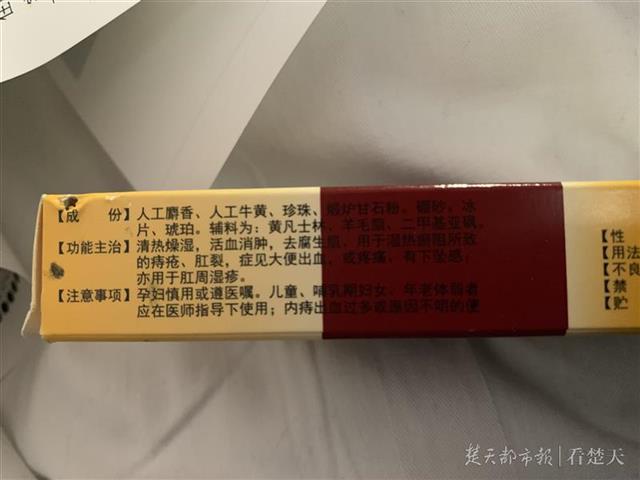 【成 份】人工麝香、人工牛黄、珍珠、煅炉甘石粉、硼砂、冰
片、琥珀。辅料为：黄凡士林、羊毛脂、二甲基亚砜。
【功能主治】清热燥湿，活血消肿，去腐生肌。用于湿热瘀阻所致
的痔疮、肛裂，症见大便出血，或疼痛、有下坠感；
亦用于肛周湿疹。
【注意事项】孕妇慎用或遵医嘱。儿童、哺乳期妇女、年老体弱者
应在医师指导下使用；内痔出血过多或原因不明的便
【性
【用法
【不良
【禁
【贮
楚天都市报|看楚天